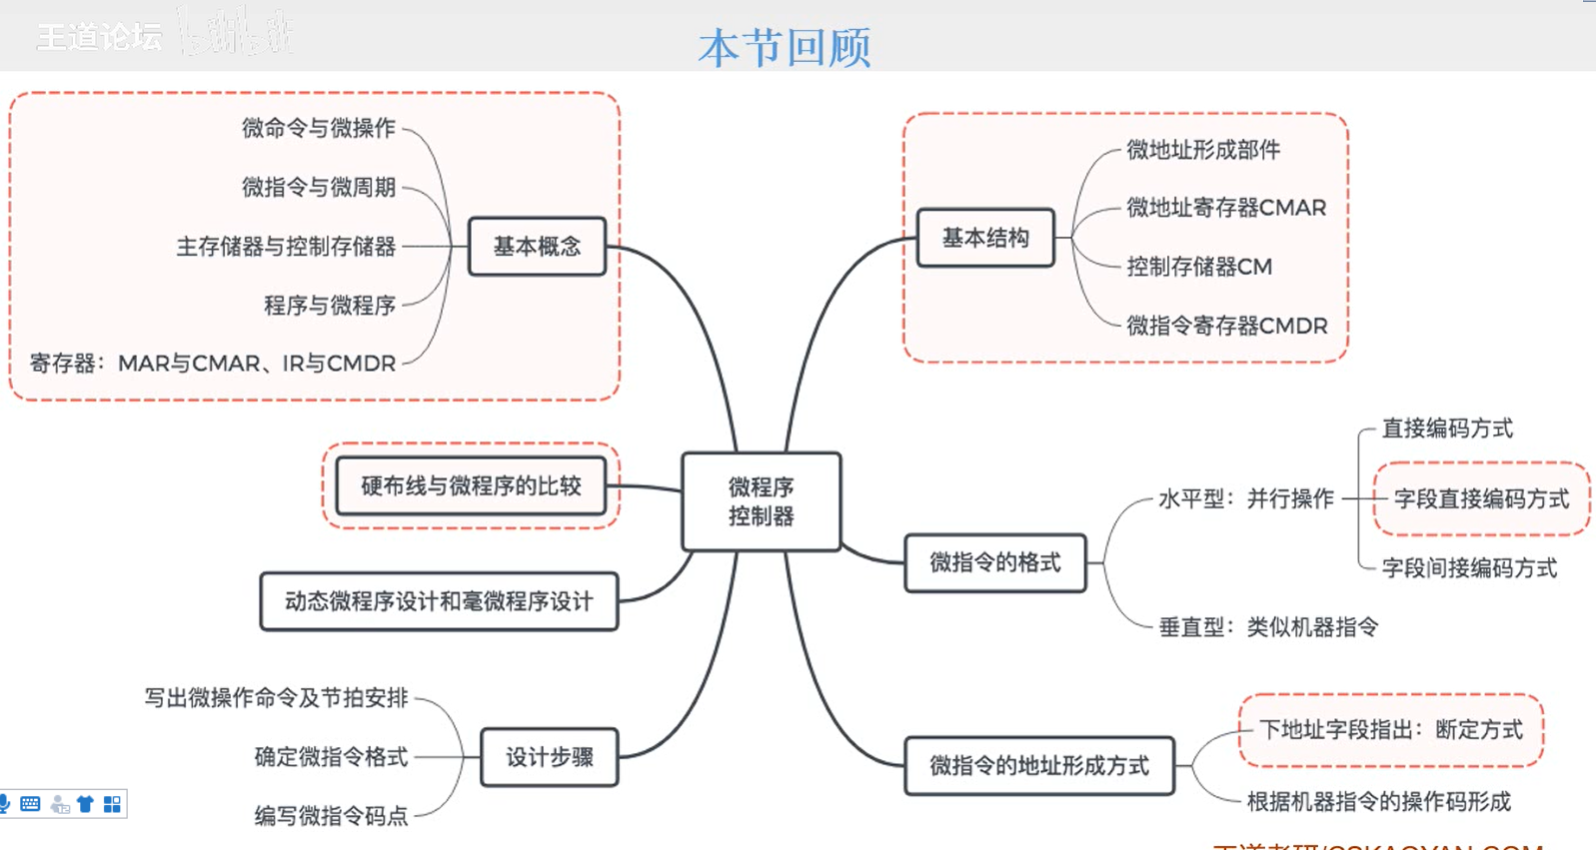 王道论坛 bilibili
本节回顾
微命令与微操作
微指令与微周期
主存储器与控制存储器
程序与微程序
寄存器：MAR与CMAR、IR与CMDR
基本概念
微地址形成部件
微地址寄存器CMAR
控制存储器CM
微指令寄存器CMDR
基本结构
硬布线与微程序的比较
微程序
控制器
动态微程序设计和毫微程序设计
微指令的格式
水平型：并行操作
直接编码方式
字段直接编码方式
字段间接编码方式
垂直型：类似机器指令
写出微操作命令及节拍安排
确定微指令格式
编写微指令码点
设计步骤
微指令的地址形成方式
下地址字段指出：断定方式
根据机器指令的操作码形成
王道考研/CSKAOYAN.COM